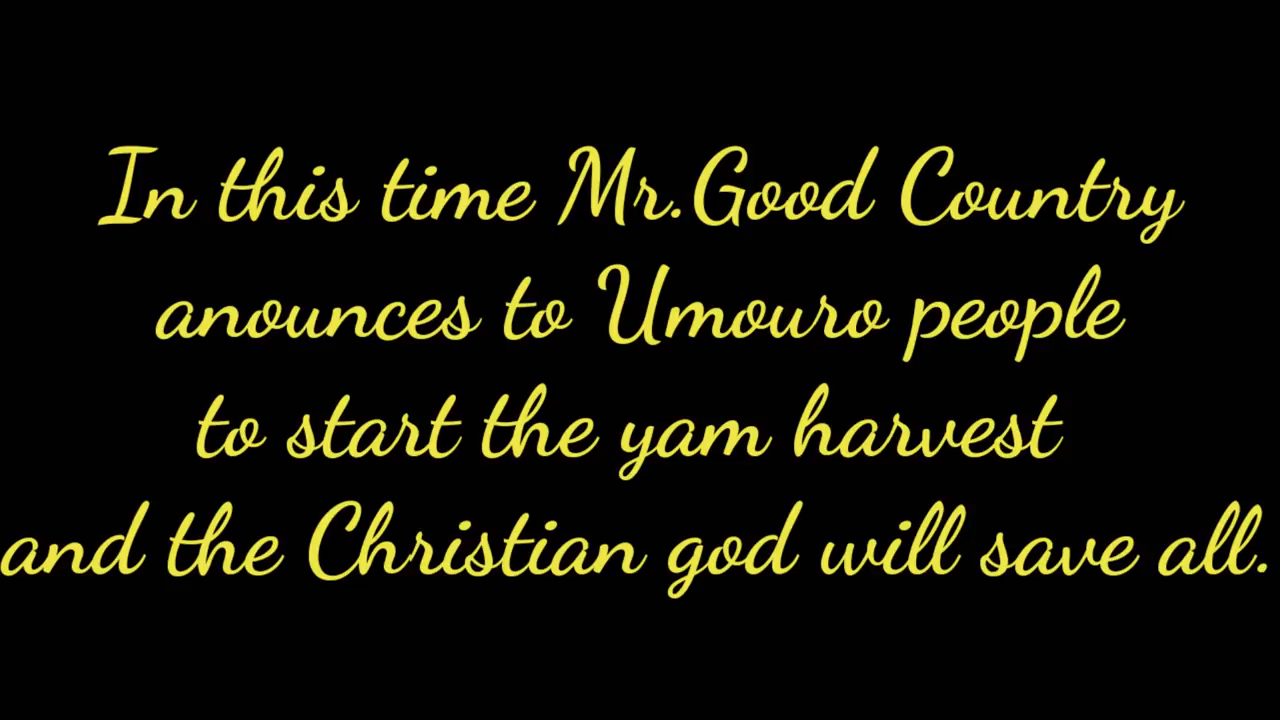 In this time Mr.Good Country
anounces to Umouro people
to start the yam harvest
and the Christian god will save all.